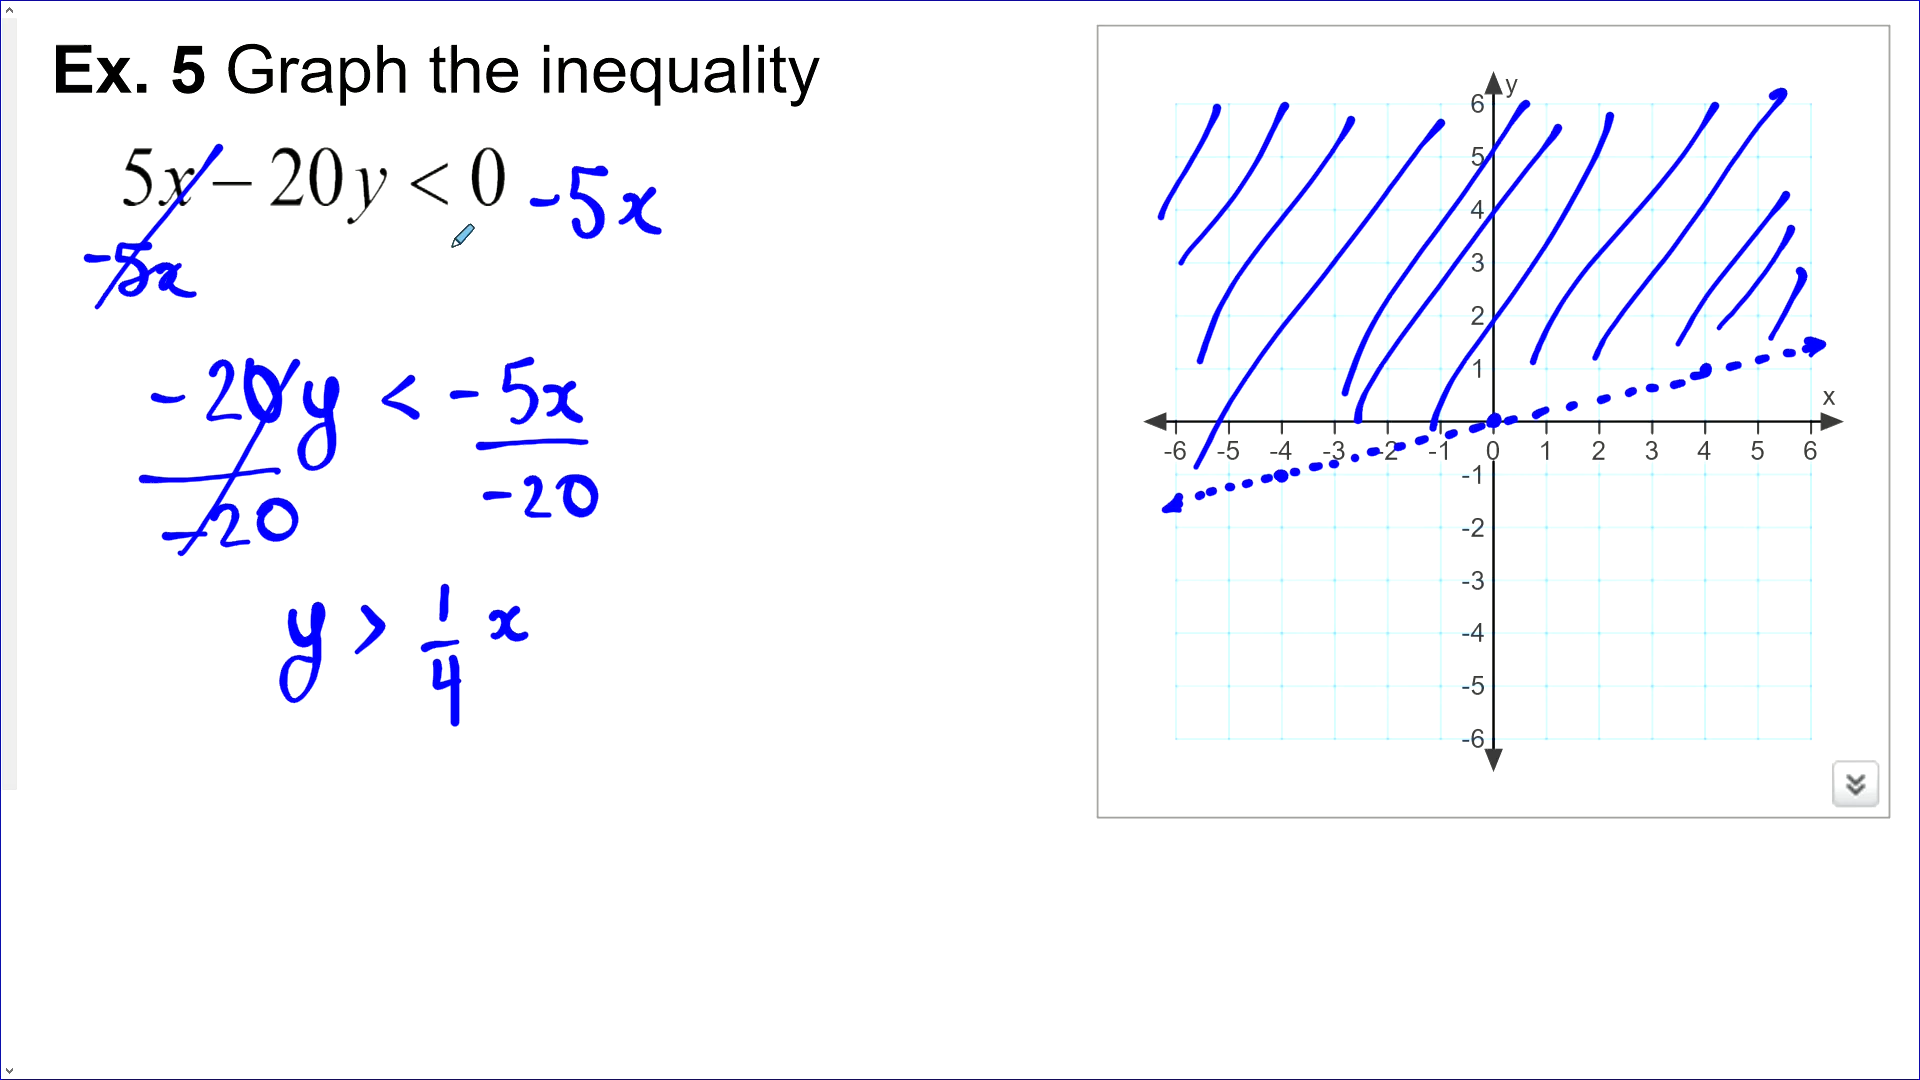 Ex. 5 Graph the inequality
5x − 20y < 0 -5x
-5x
-20y < -5x
-20 -20
y > 1/4 x
y
6
5
4
3
2
1
x
-6 -5 -4 -3 -2 -1 0 1 2 3 4 5 6
-1
-2
-3
-4
-5
-6